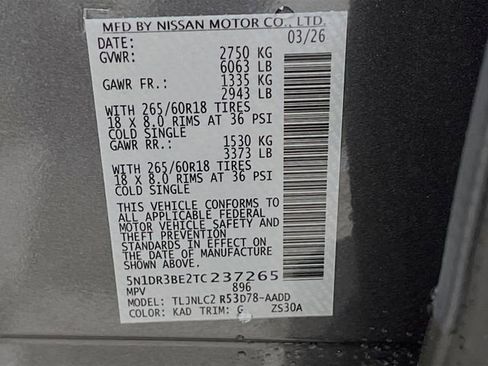 MFD BY NISSAN MOTOR CO., LTD.
DATE: 03/26
GVWR: 2750 KG
6063 LB
GAWR FR.: 1335 KG
2943 LB
WITH 265/60R18 TIRES
18 X 8.0 RIMS AT 36 PSI
COLD SINGLE
GAWR RR.: 1530 KG
3373 LB
WITH 265/60R18 TIRES
18 X 8.0 RIMS AT 36 PSI
COLD SINGLE
THIS VEHICLE CONFORMS TO
ALL APPLICABLE FEDERAL
MOTOR VEHICLE SAFETY
AND THEFT PREVENTION
STANDARDS IN EFFECT ON
THE DATE OF MANUFACTURE
SHOWN ABOVE.
5N1DR3BE2TC237265
MPV 896
MODEL: TLJNLC2 R53D78-AADD
COLOR: KAD TRIM: G ZS30A